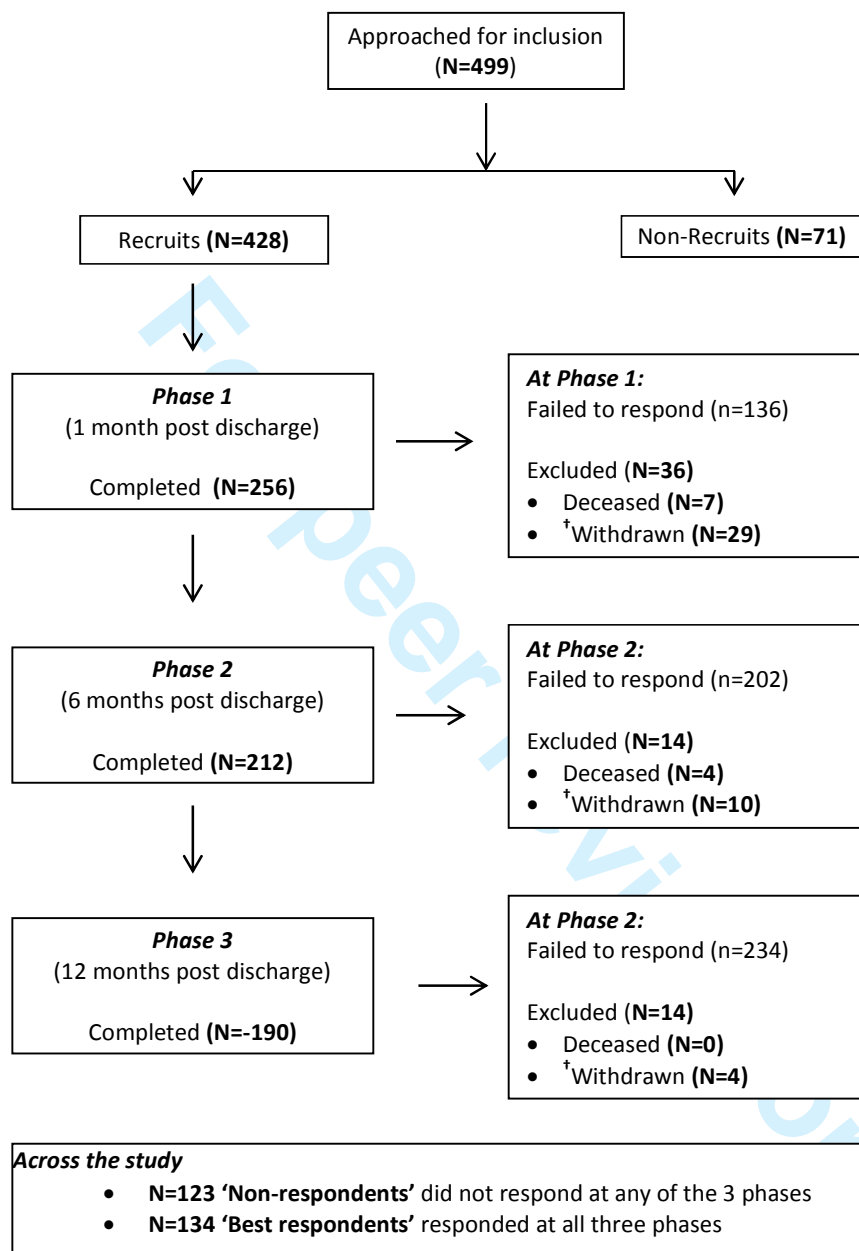 Approached for inclusion
(N=499)
Recruits (N=428)
Non-Recruits (N=71)
Phase 1
(1 month post discharge)
Completed (N=256)
At Phase 1:
Failed to respond (n=136)
Excluded (N=36)
• Deceased (N=7)
• †Withdrawn (N=29)
Phase 2
(6 months post discharge)
Completed (N=212)
At Phase 2:
Failed to respond (n=202)
Excluded (N=14)
• Deceased (N=4)
• †Withdrawn (N=10)
Phase 3
(12 months post discharge)
Completed (N=-190)
At Phase 2:
Failed to respond (n=234)
Excluded (N=14)
• Deceased (N=0)
• †Withdrawn (N=4)
Across the study
• N=123 ‘Non-respondents’ did not respond at any of the 3 phases
• N=134 ‘Best respondents’ responded at all three phases